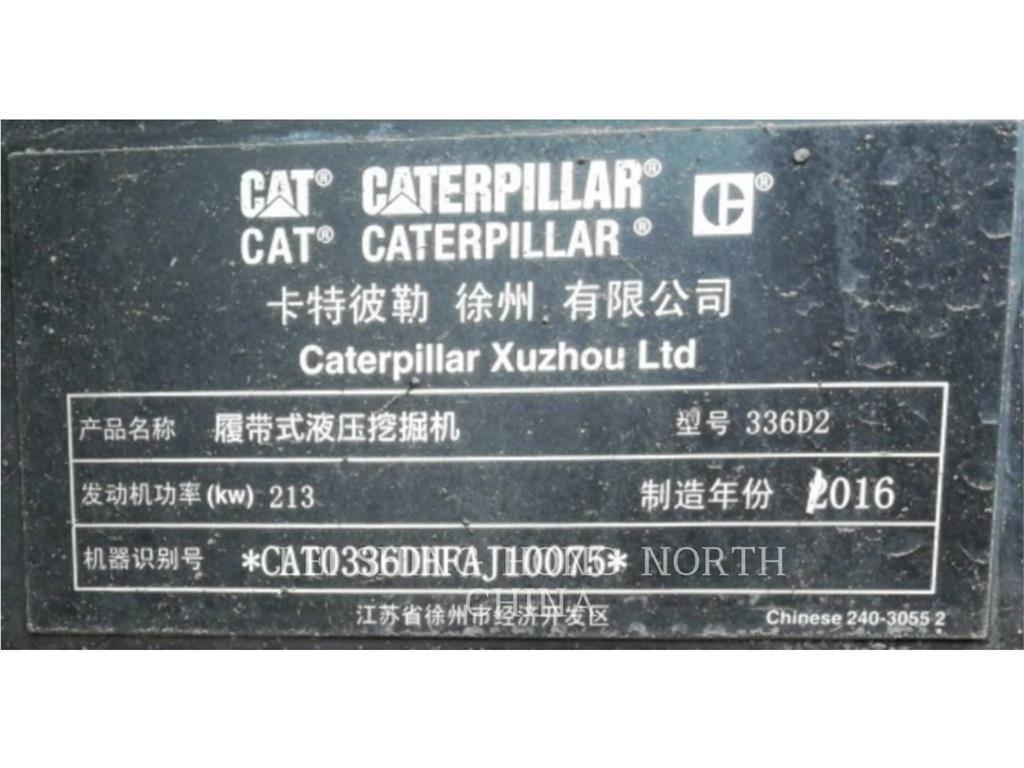 CAT® CATERPILLAR®
CAT® CATERPILLAR®
卡特彼勒 徐州 有限公司
Caterpillar Xuzhou Ltd
产品名称 履带式液压挖掘机 型号 336D2
发动机功率(kw) 213 制造年份 2016
机器识别号
HONG NORTH
CHINA
江苏省徐州市经济开发区
Chinese 240-3055 2